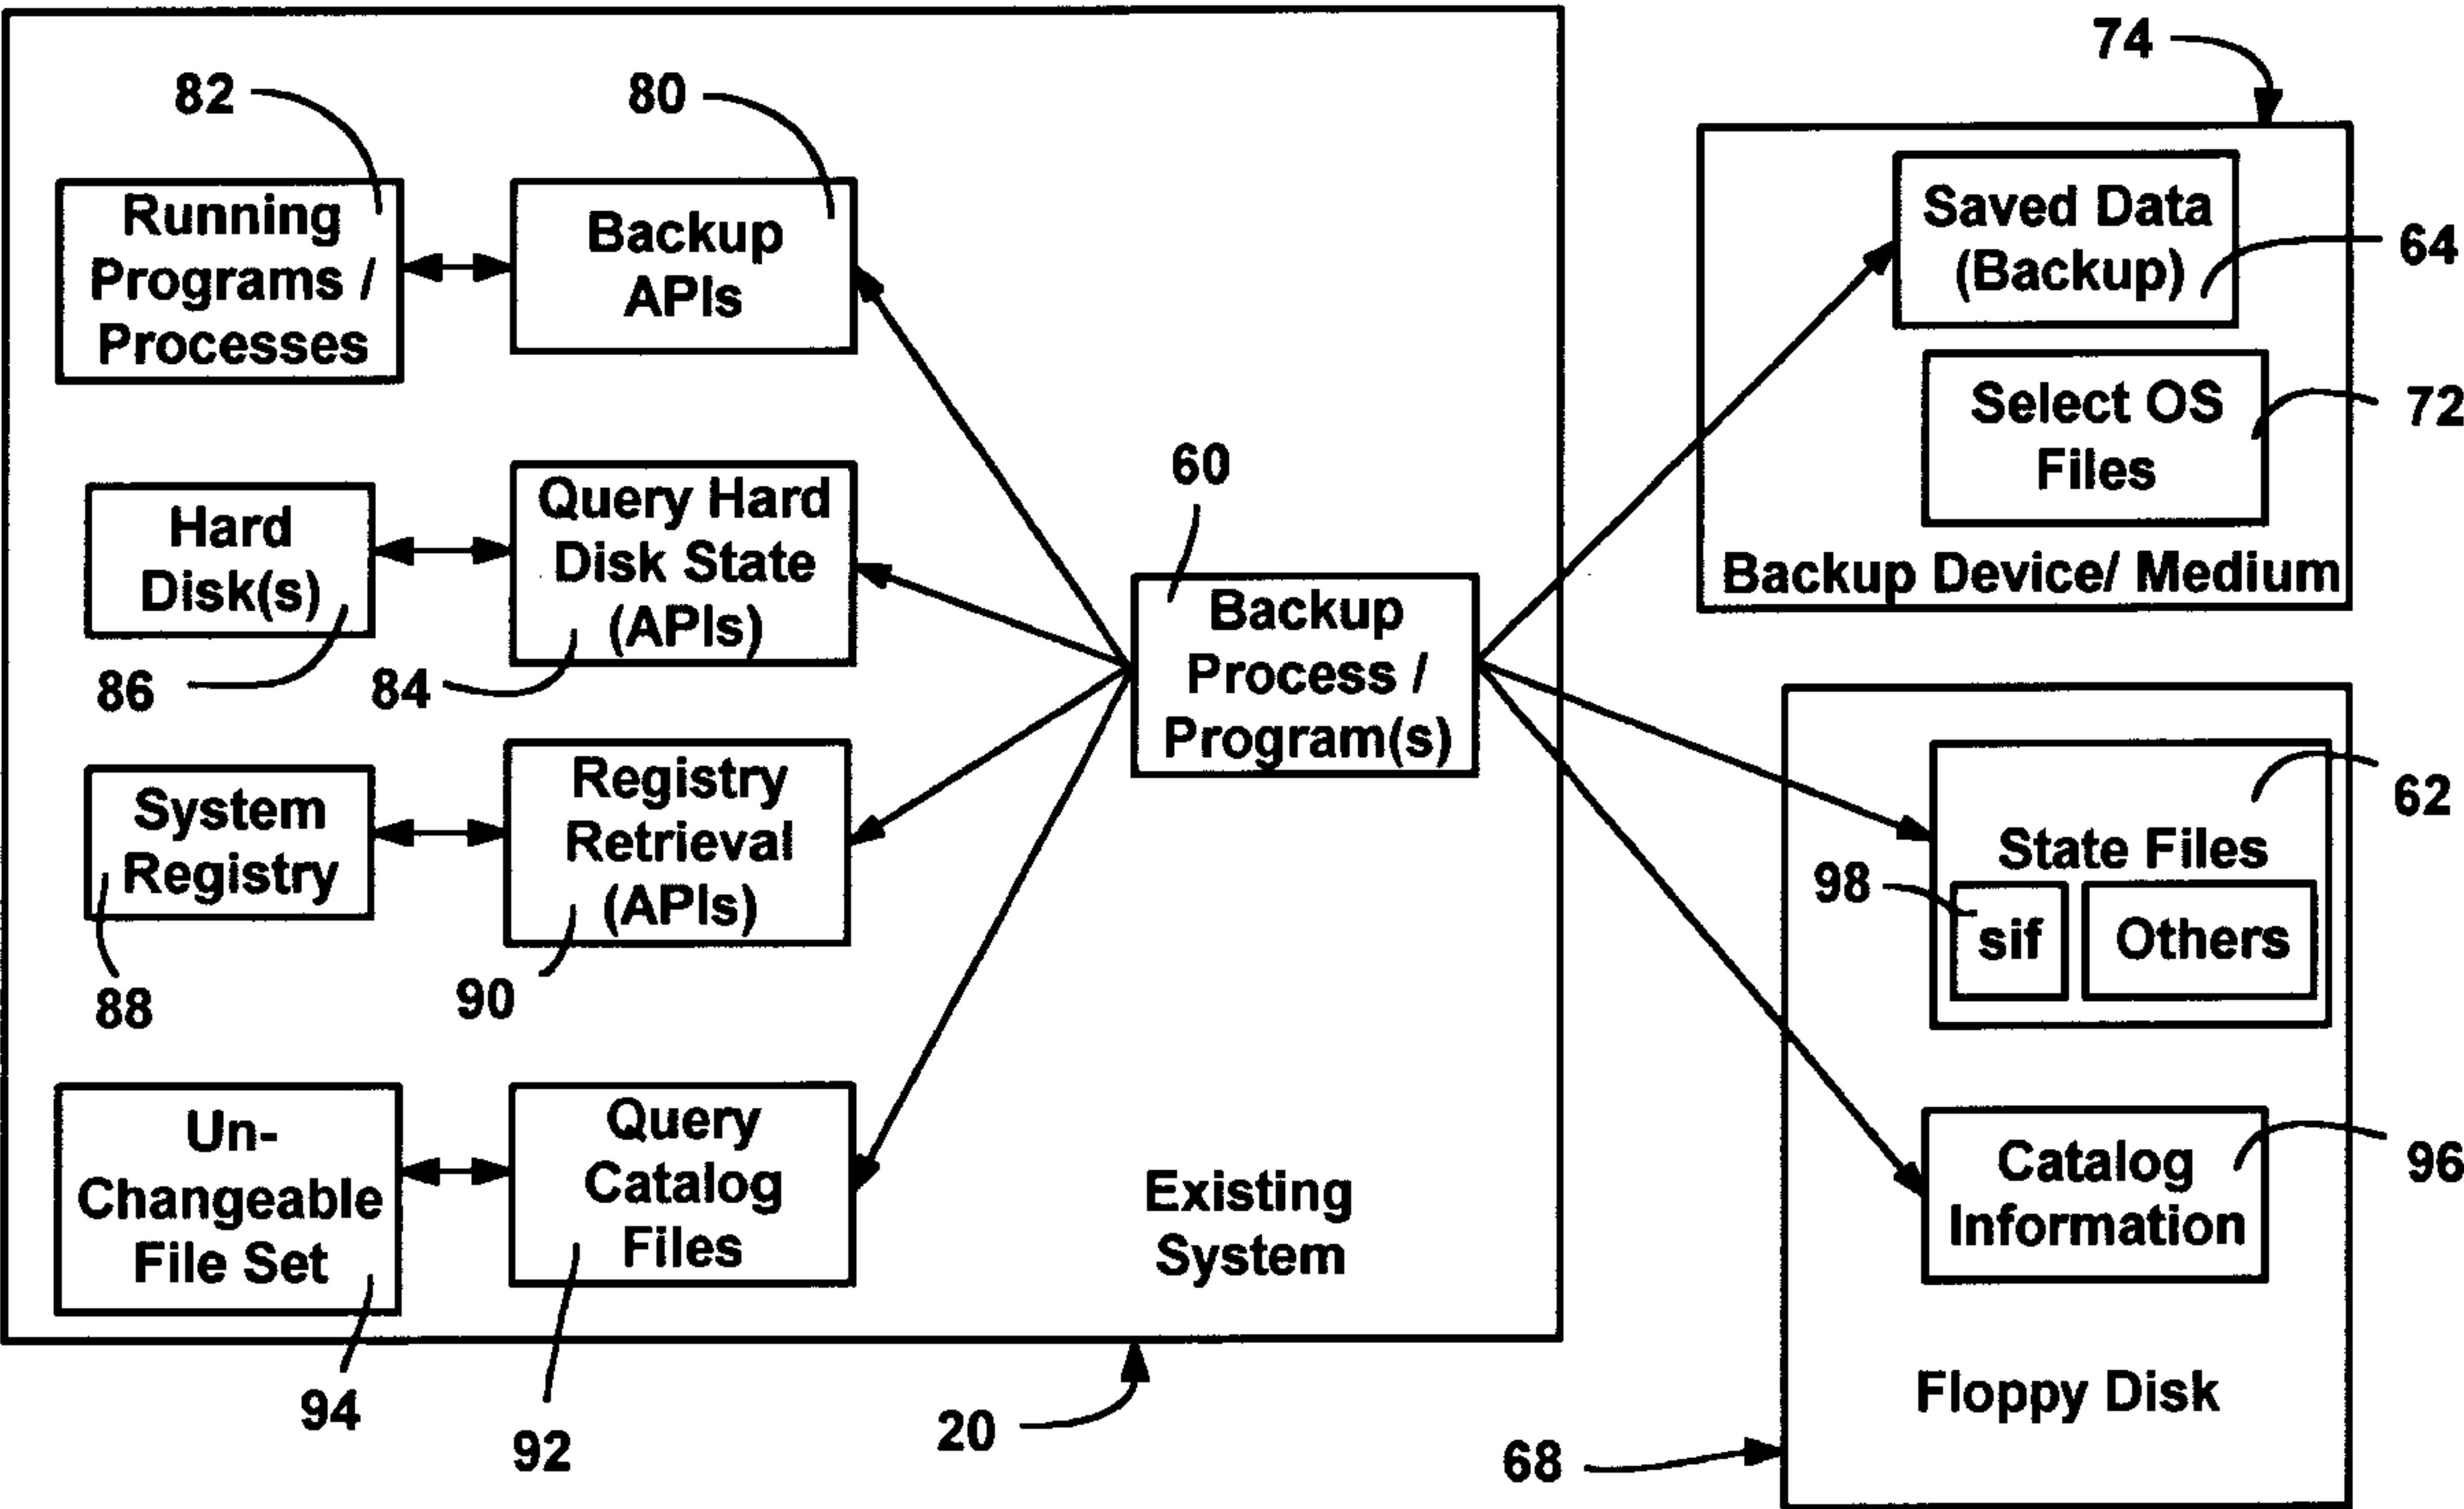 82
80
74
Running
Programs /
Processes
Backup
APIs
Saved Data
(Backup)
64
Select OS
Files
72
Backup Device/ Medium
Hard
Disk(s)
86
Query Hard
Disk State
(APIs)
84
60
Backup
Process /
Program(s)
System
Registry
88
Registry
Retrieval
(APIs)
90
62
State Files
98
sif
Others
Un-
Changeable
File Set
94
Query
Catalog
Files
92
Existing
System
20
Catalog
Information
96
Floppy Disk
68